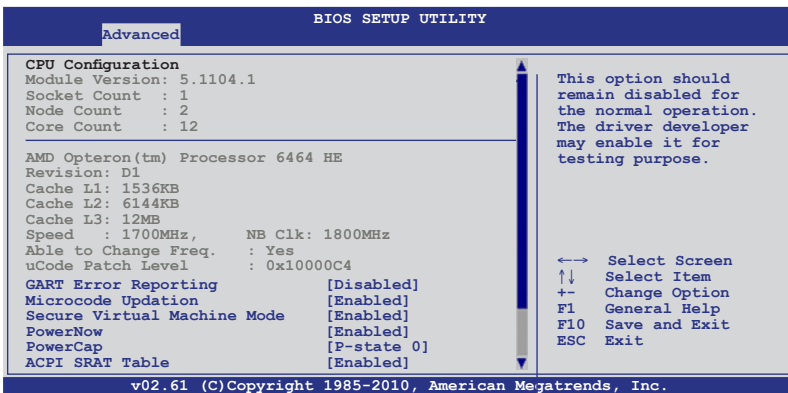 BIOS SETUP UTILITY
Advanced
CPU Configuration
Module Version: 5.1104.1
Socket Count : 1
Node Count : 2
Core Count : 12
AMD Opteron(tm) Processor 6464 HE
Revision: D1
Cache L1: 1536KB
Cache L2: 6144KB
Cache L3: 12MB
Speed : 1700MHz, NB Clk: 1800MHz
Able to Change Freq. : Yes
uCode Patch Level : 0x10000C4
GART Error Reporting [Disabled]
Microcode Updation [Enabled]
Secure Virtual Machine Mode [Enabled]
PowerNow [Enabled]
PowerCap [P-state 0]
ACPI SRAT Table [Enabled]
This option should
remain disabled for
the normal operation.
The driver developer
may enable it for
testing purpose.
←→ Select Screen
↑↓ Select Item
+- Change Option
F1 General Help
F10 Save and Exit
ESC Exit
v02.61 (C)Copyright 1985-2010, American Megatrends, Inc.